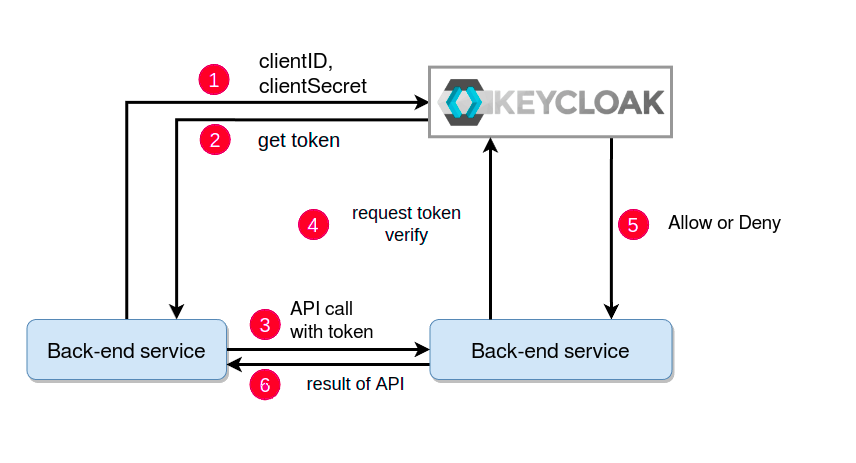 1
clientID,
clientSecret
KEYCLOAK
2
get token
4
request token
verify
5
Allow or Deny
3
API call
with token
Back-end service
Back-end service
6
result of API